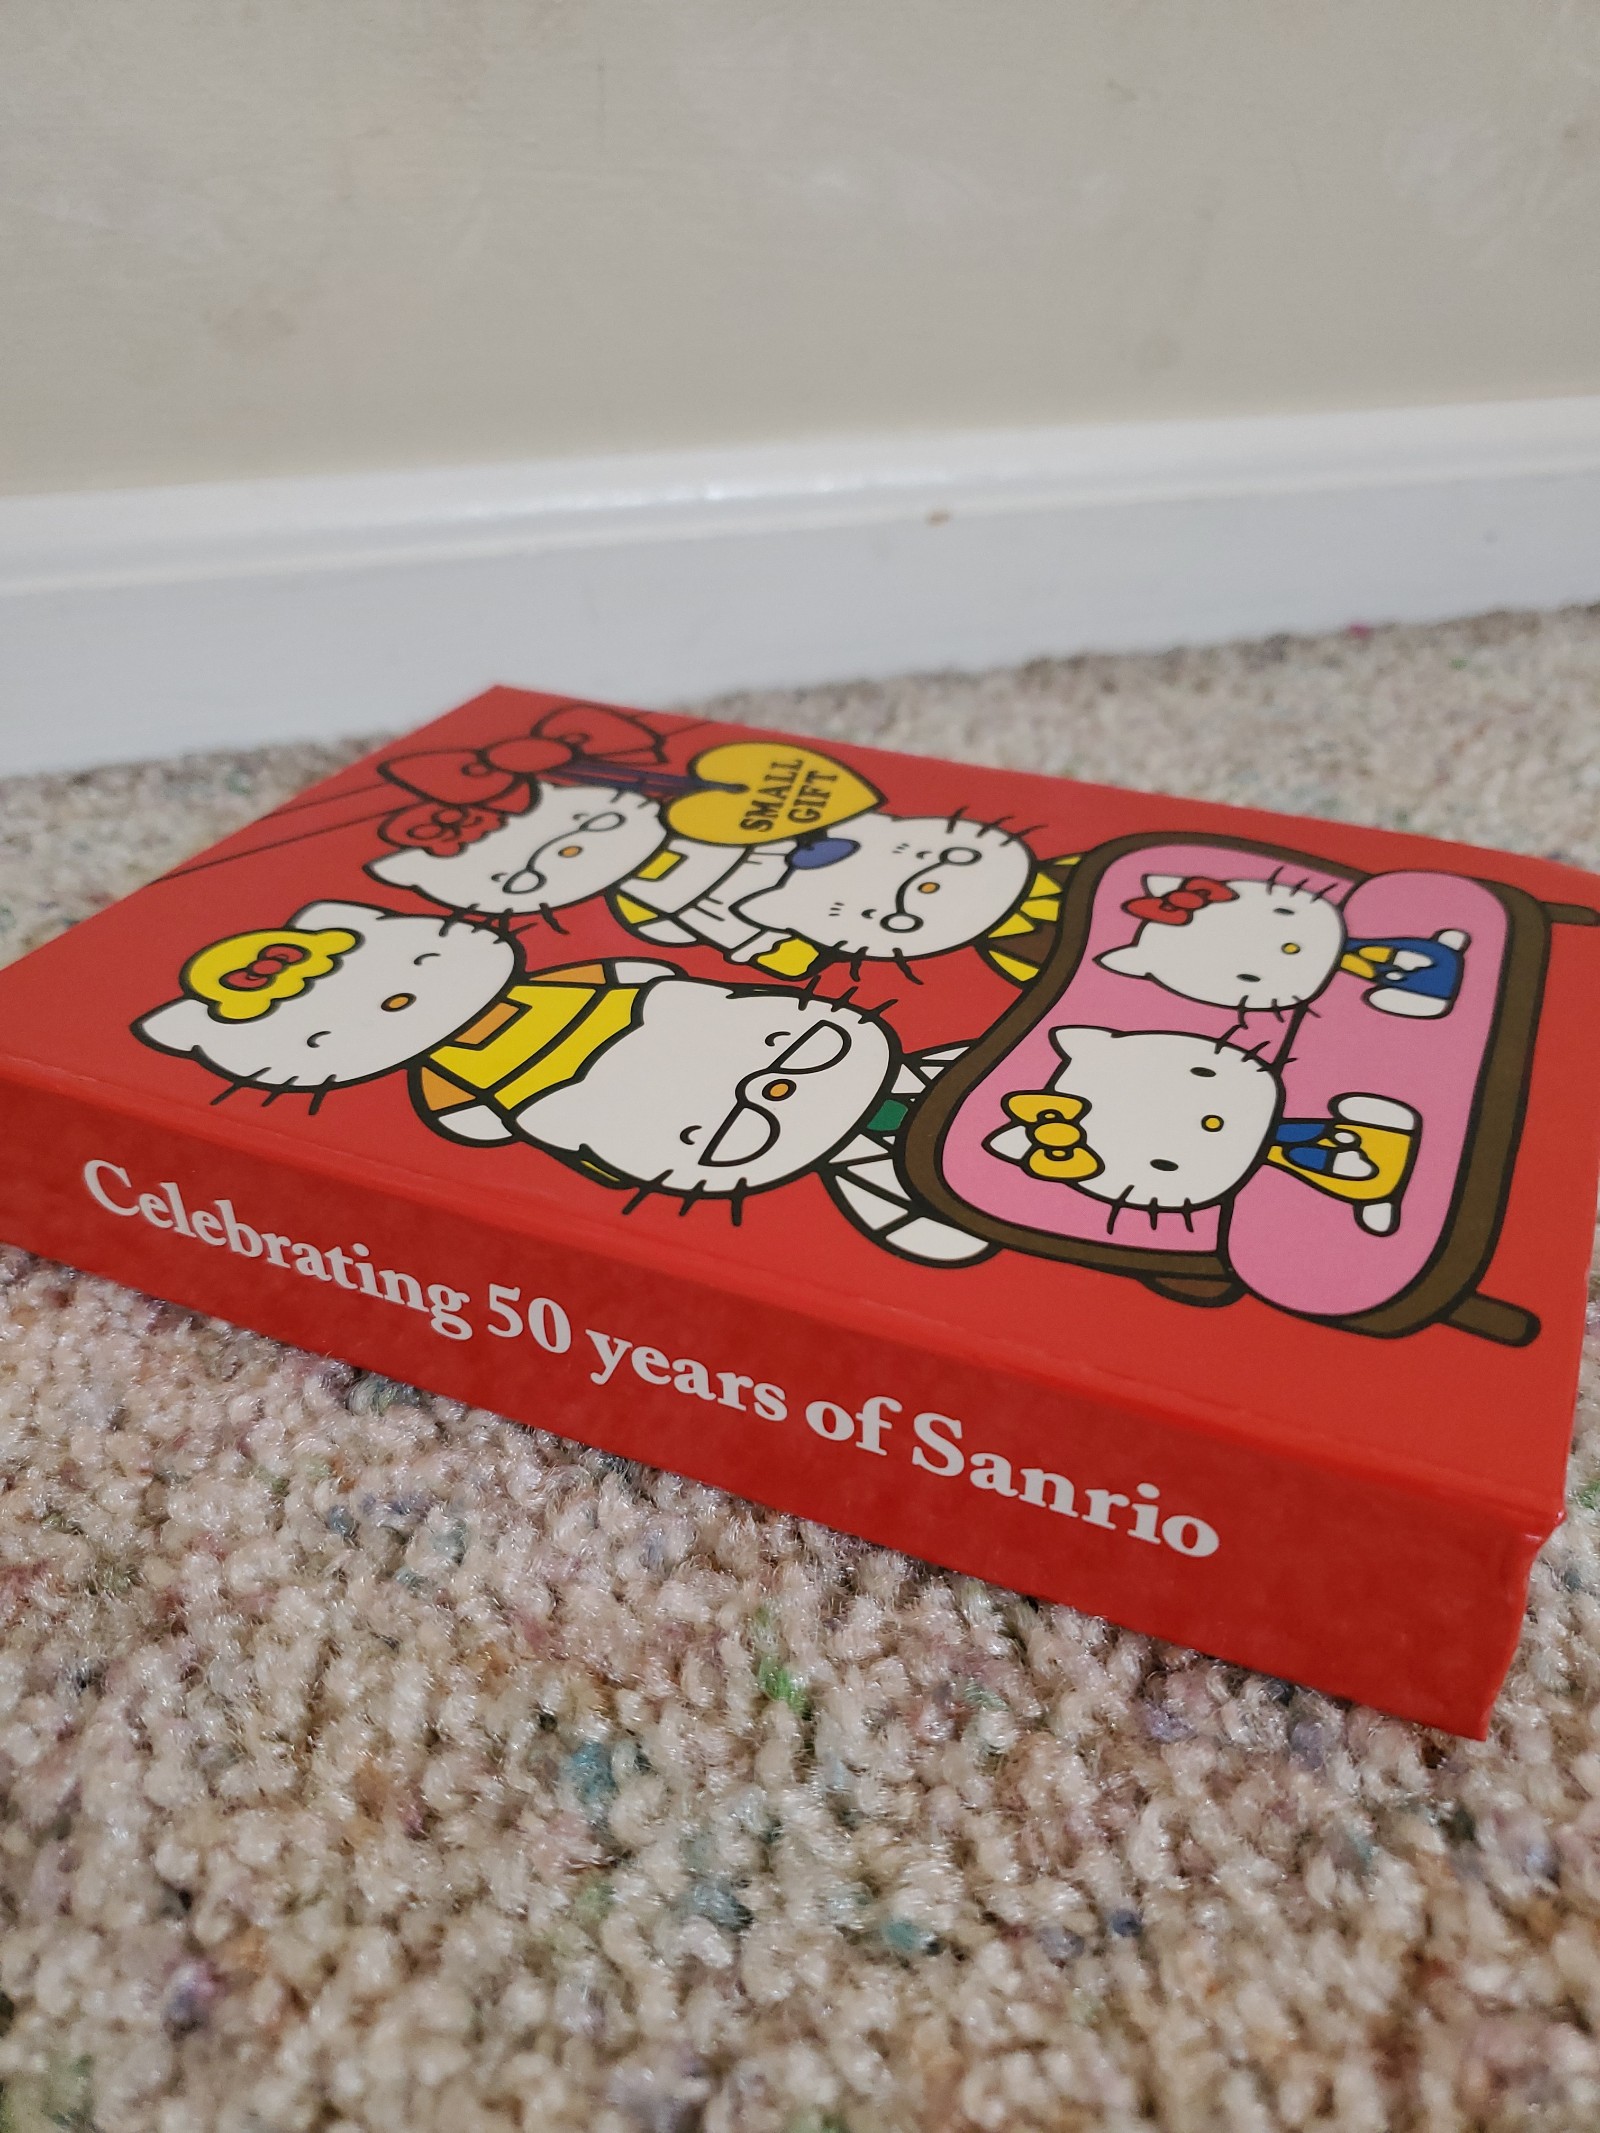 SMALL
GIFT
Celebrating 50 years of Sanrio